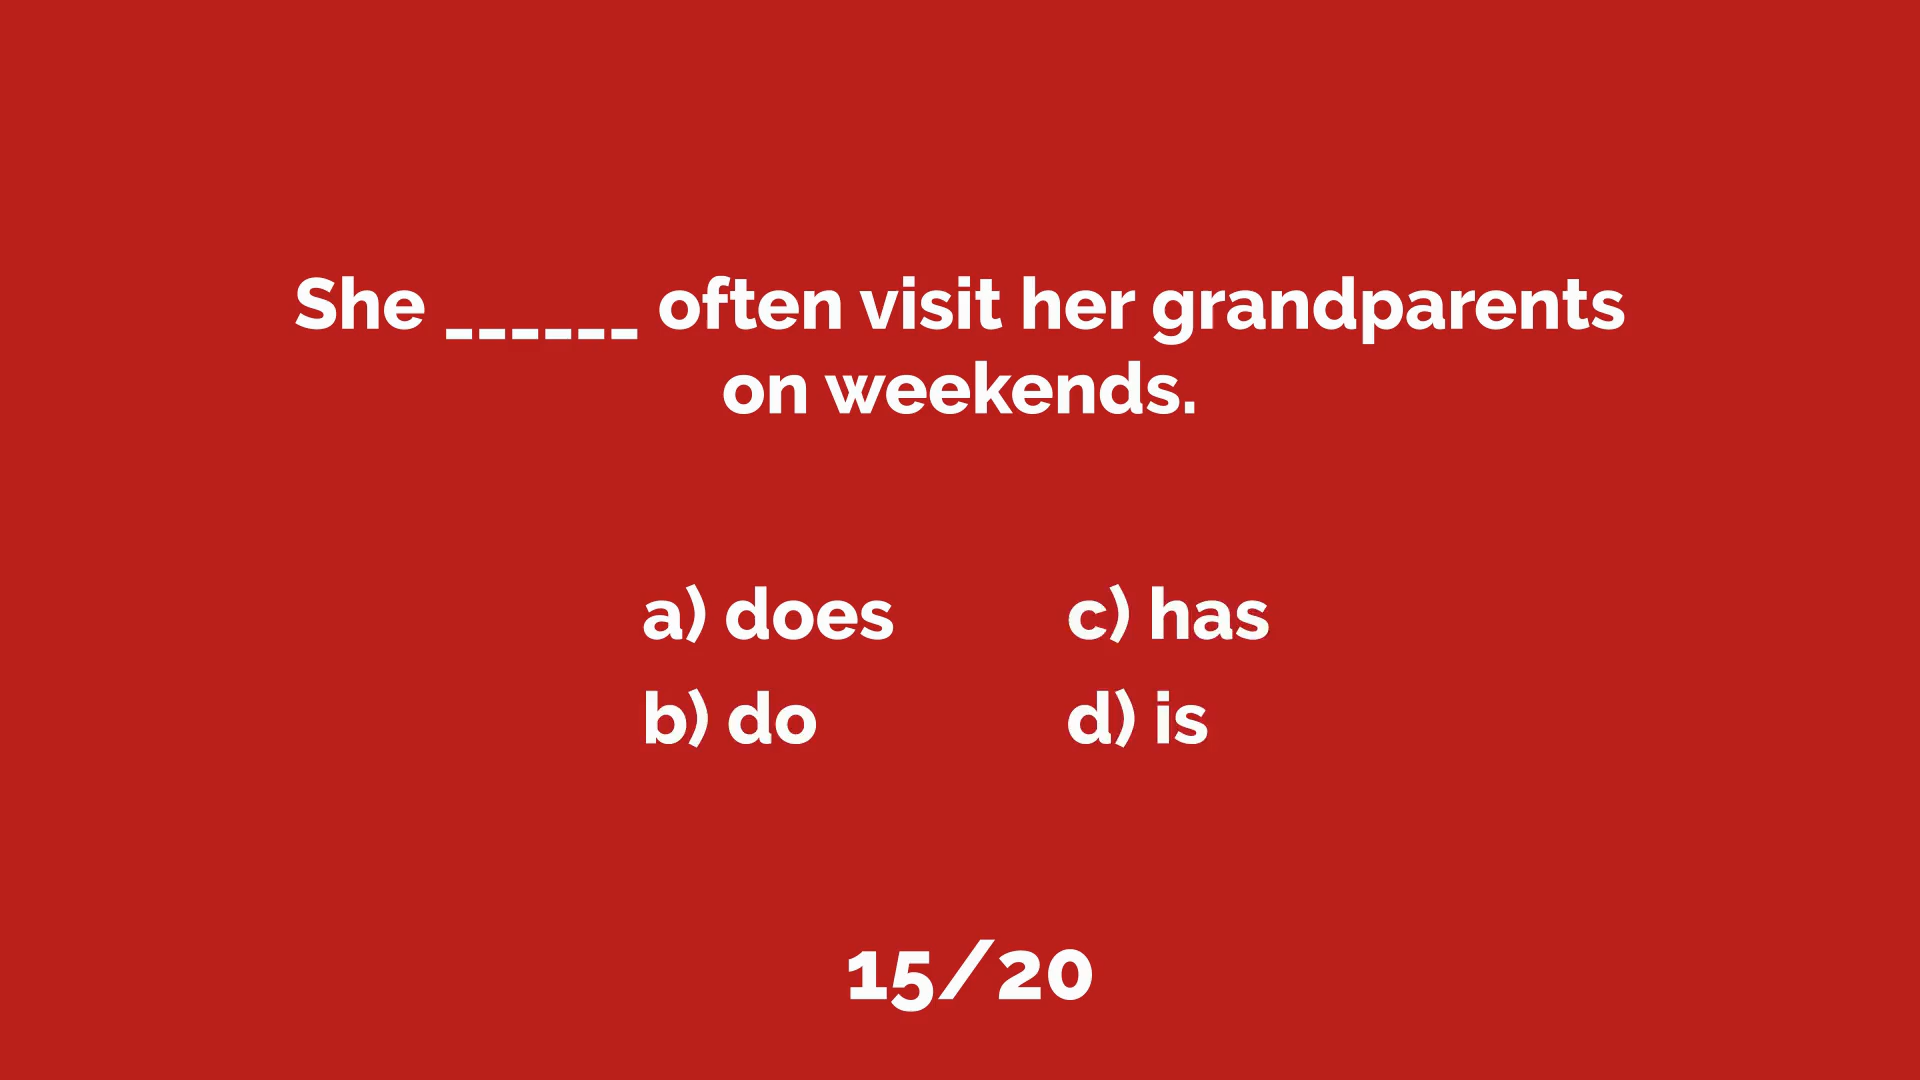 She ______ often visit her grandparents
on weekends.
a) does
b) do
c) has
d) is
15/20